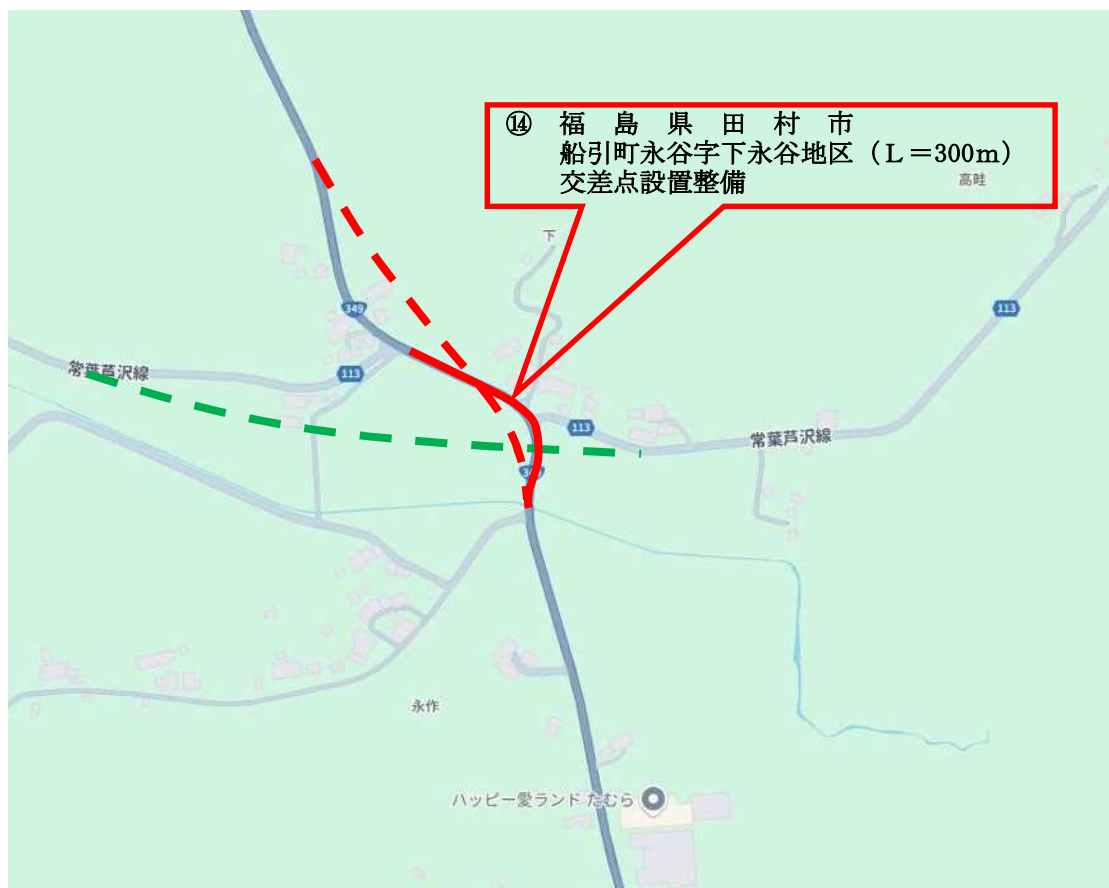 ⑭ 福島県田村市
船引町永谷字下永谷地区（L＝300m）
交差点設置整備
高畦
下
349
113
常葉芦沢線
113
113
常葉芦沢線
永作
ハッピー愛ランド たむら